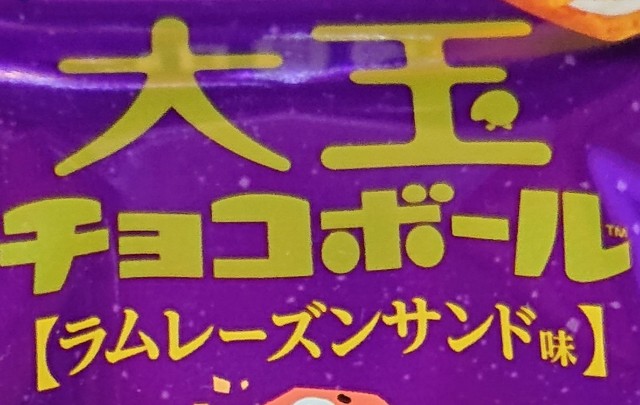 大玉
チョコボール™
【ラムレーズンサンド味】